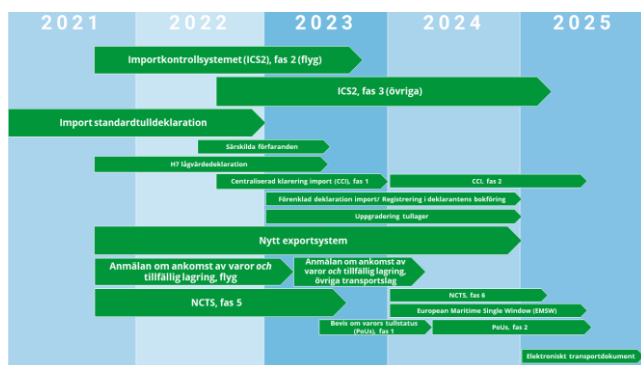 2021 2022 2023 2024 2025
Importkontrollsystemet (ICS2), fas 2 (flyg)
ICS2, fas 3 (övriga)
Import standardtulldeklaration
Särskilda förfaranden
H7 lågvärdedeklaration
Centraliserad klarering import (CCI), fas 1
CCI, fas 2
Förenklad deklaration import/ Registrering i deklarantens bokföring
Uppgradering tullager
Nytt exportsystem
Anmälan om ankomst av varor och
tillfällig lagring, flyg
Anmälan om ankomst av
varor och tillfällig lagring,
övriga transportslag
NCTS, fas 5
NCTS, fas 6
European Maritime Single Window (EMSW)
Bevis om varors tullstatus
(PoUs), fas 1
PoUs, fas 2
Elektroniskt transportdokument